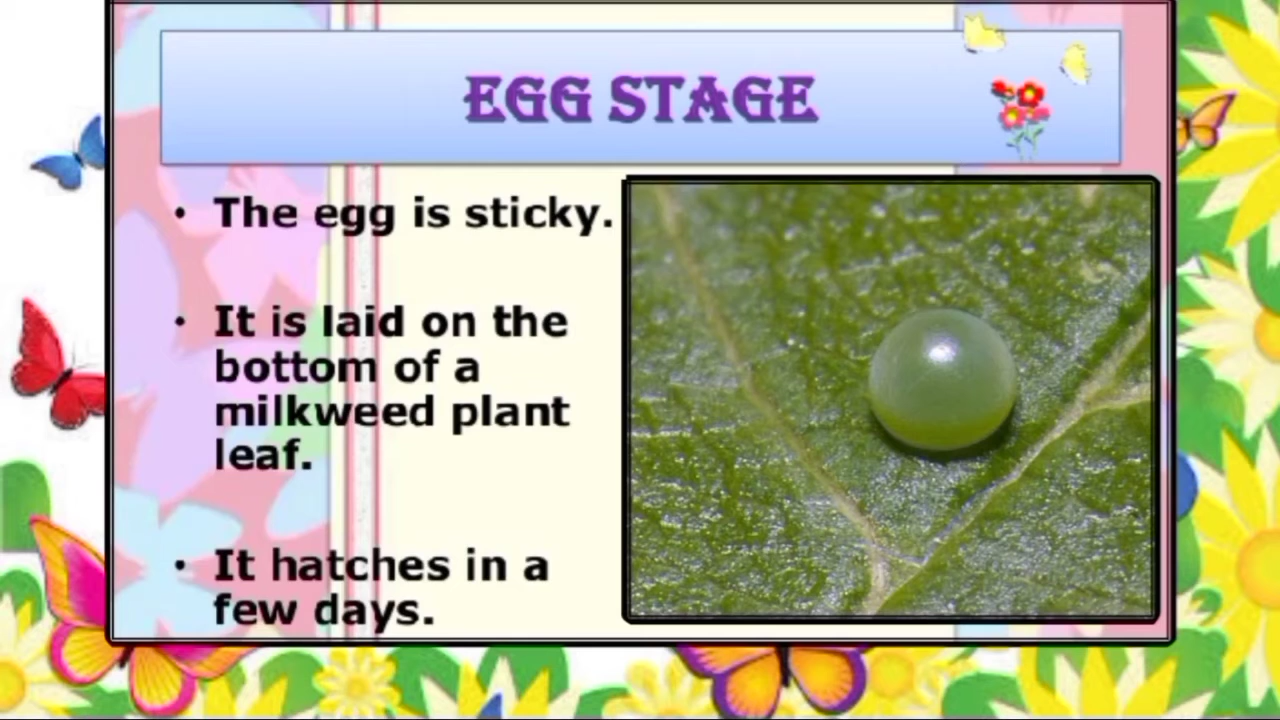 EGG STAGE
• The egg is sticky.
• It is laid on the
bottom of a
milkweed plant
leaf.
• It hatches in a
few days.